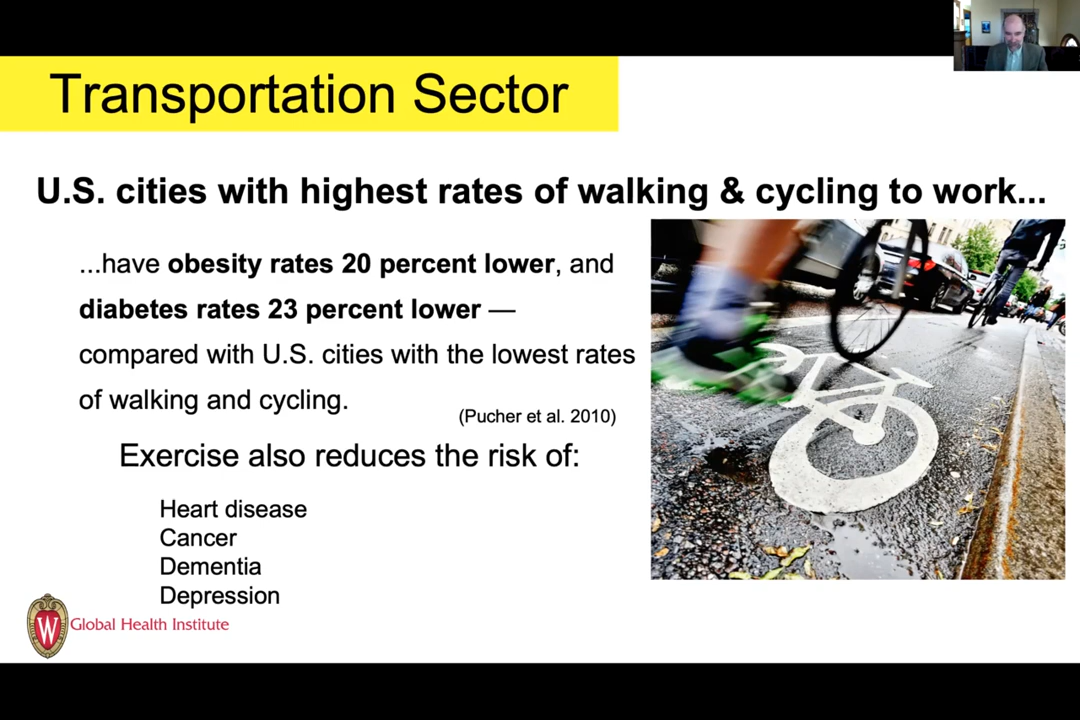 Transportation Sector
U.S. cities with highest rates of walking & cycling to work...
...have obesity rates 20 percent lower, and
diabetes rates 23 percent lower —
compared with U.S. cities with the lowest rates
of walking and cycling.
(Pucher et al. 2010)
Exercise also reduces the risk of:
Heart disease
Cancer
Dementia
Depression
W
Global Health Institute